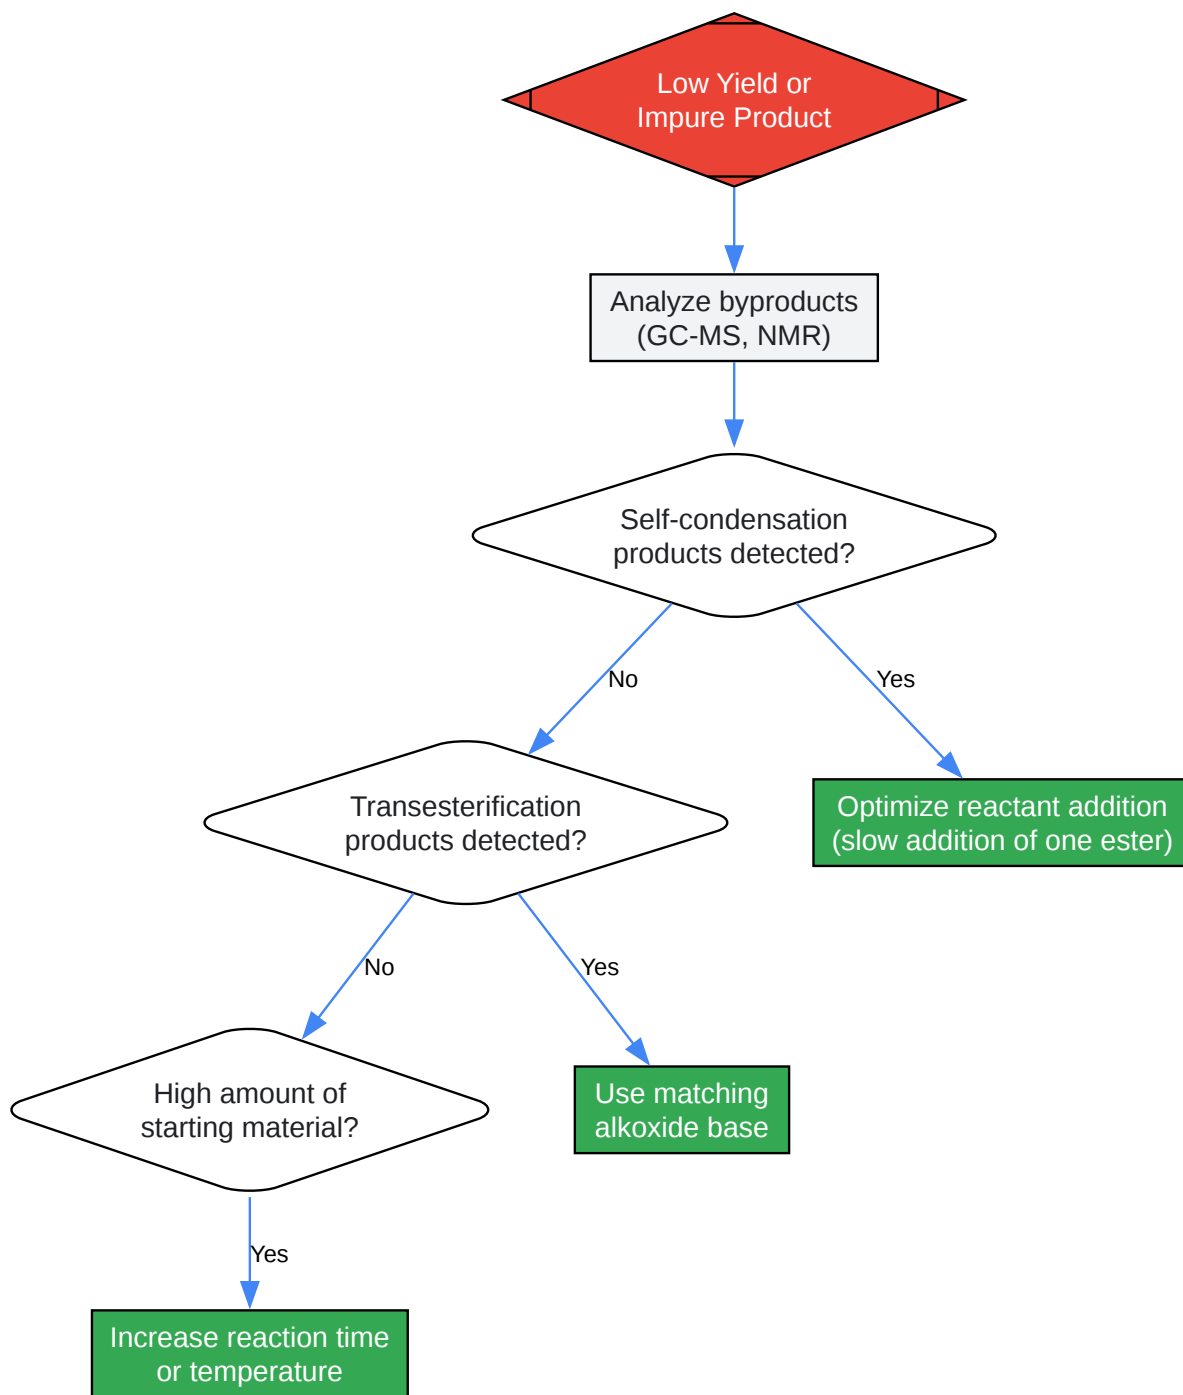 Low Yield or
Impure Product
Analyze byproducts
(GC-MS, NMR)
Self-condensation
products detected?
No
Yes
Transesterification
products detected?
Optimize reactant addition
(slow addition of one ester)
No
Yes
High amount of
starting material?
Use matching
alkoxide base
Yes
Increase reaction time
or temperature